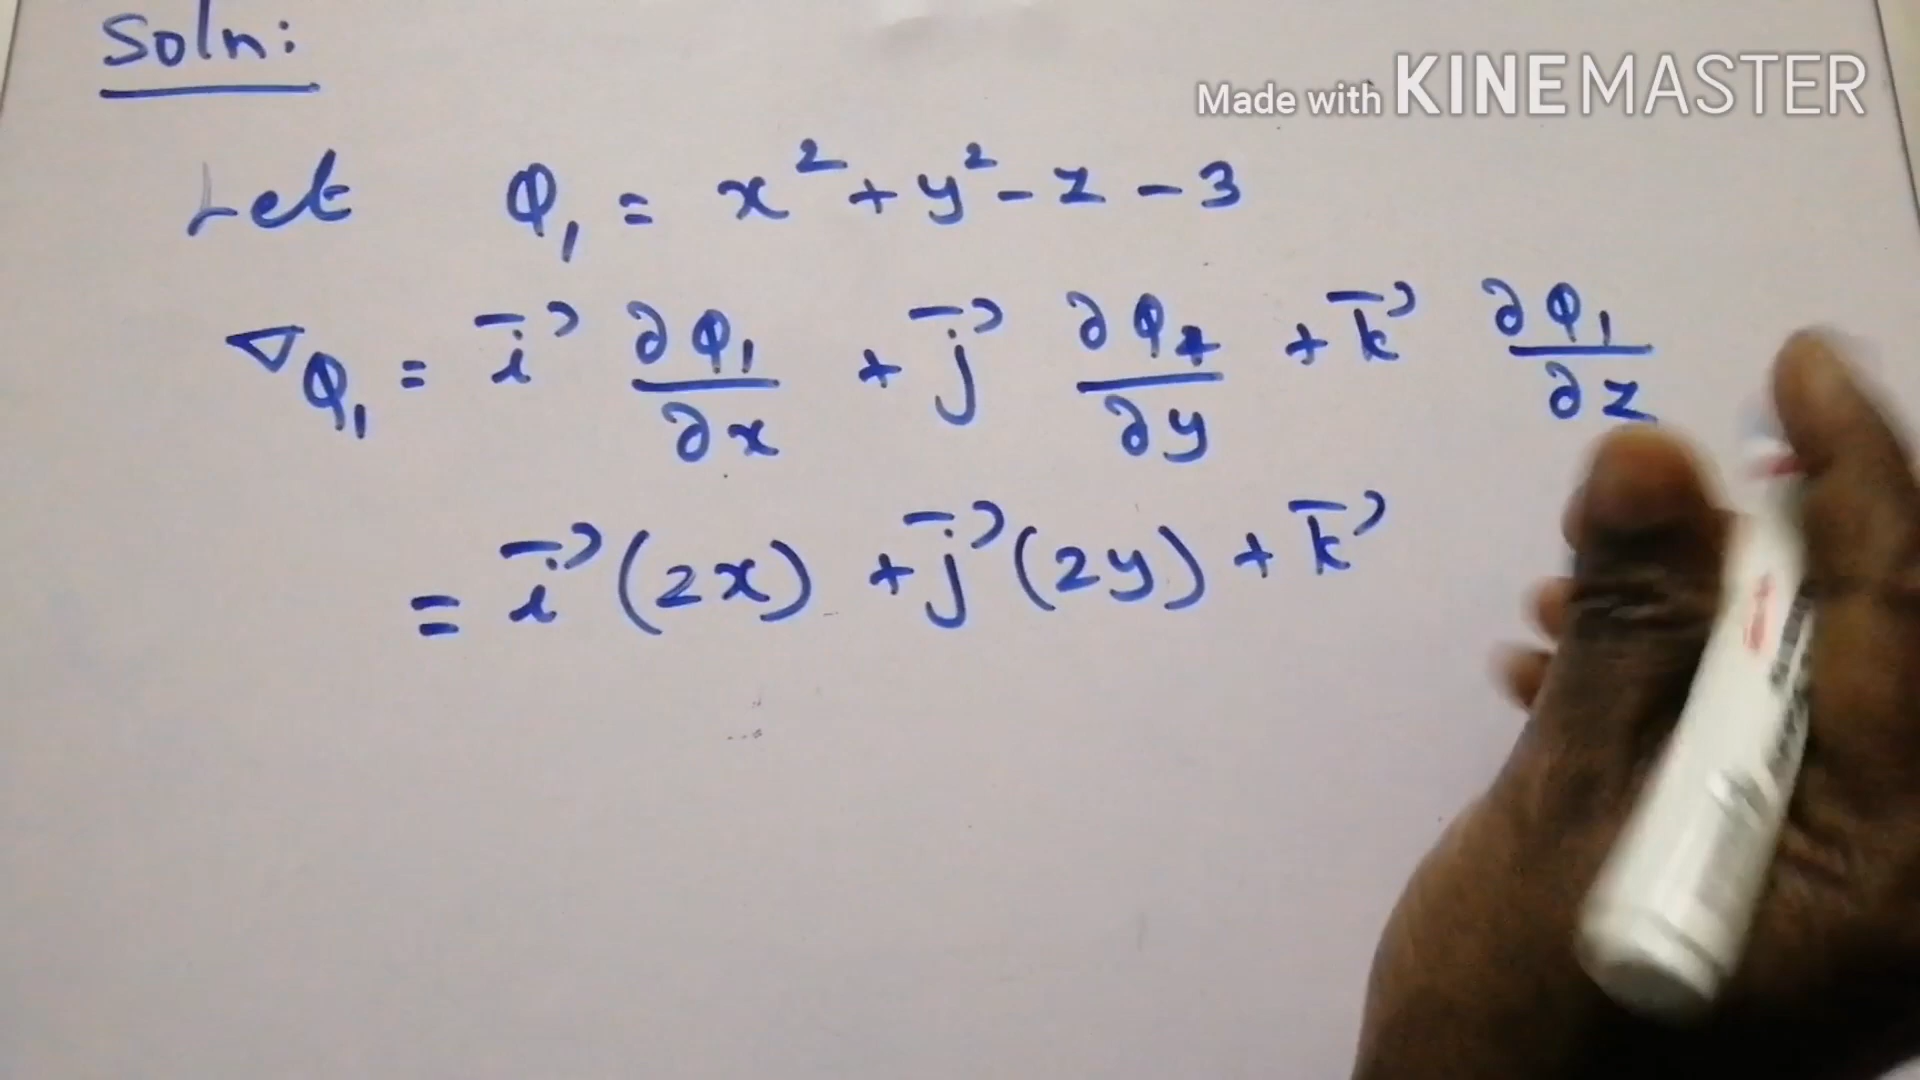 Soln:
Made with KINEMASTER
Let φ₁ = x² + y² - z - 3
∇φ₁ = i⃗ ∂φ₁/∂x + j⃗ ∂φ₁/∂y + k⃗ ∂φ₁/∂z
= i⃗ (2x) + j⃗ (2y) + k⃗